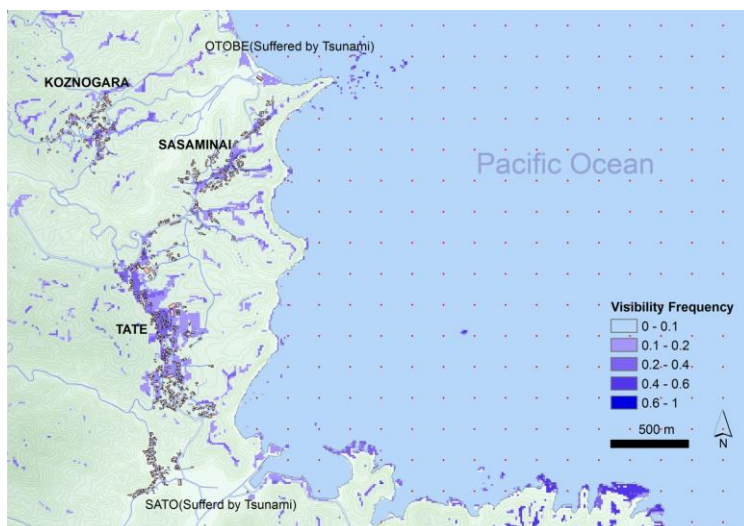 OTOBE(Suffered by Tsunami)
KOZNOGARA
SASAMINAI
Pacific Ocean
TATE
Visibility Frequency
0 - 0.1
0.1 - 0.2
0.2 - 0.4
0.4 - 0.6
0.6 - 1
500 m
N
SATO(Sufferd by Tsunami)